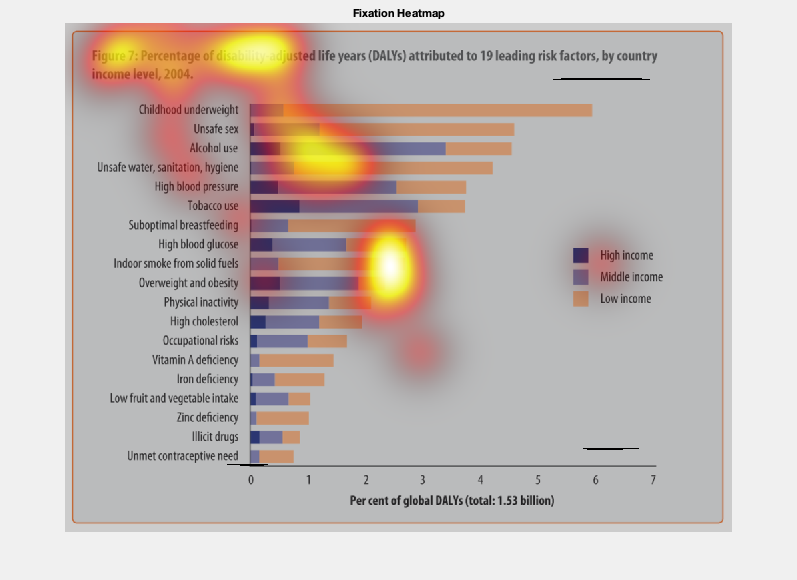 Fixation Heatmap
Figure 7: Percentage of disability-adjusted life years (DALYs) attributed to 19 leading risk factors, by country
income level, 2004.
Childhood underweight
Unsafe sex
Alcohol use
Unsafe water, sanitation, hygiene
High blood pressure
Tobacco use
Suboptimal breastfeeding
High blood glucose
Indoor smoke from solid fuels
Overweight and obesity
Physical inactivity
High cholesterol
Occupational risks
Vitamin A deficiency
Iron deficiency
Low fruit and vegetable intake
Zinc deficiency
Illicit drugs
Unmet contraceptive need
High income
Middle income
Low income
0 1 2 3 4 5 6 7
Per cent of global DALYs (total: 1.53 billion)